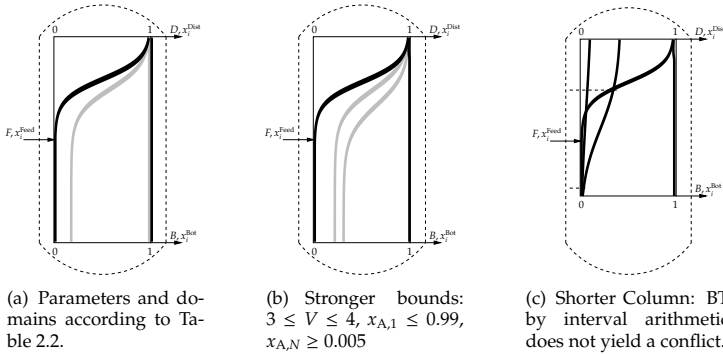 0 1 D, x_i^Dist
F, x_i^Feed
0 1 B, x_i^Bot
(a) Parameters and do-
mains according to Ta-
ble 2.2.
0 1 D, x_i^Dist
F, x_i^Feed
0 1 B, x_i^Bot
(b) Stronger bounds:
3 ≤ V ≤ 4, x_A,1 ≤ 0.99,
x_A,N ≥ 0.005
0 1 D, x_i^Dist
F, x_i^Feed
0 1 B, x_i^Bot
(c) Shorter Column: BT
by interval arithmetic
does not yield a conflict.